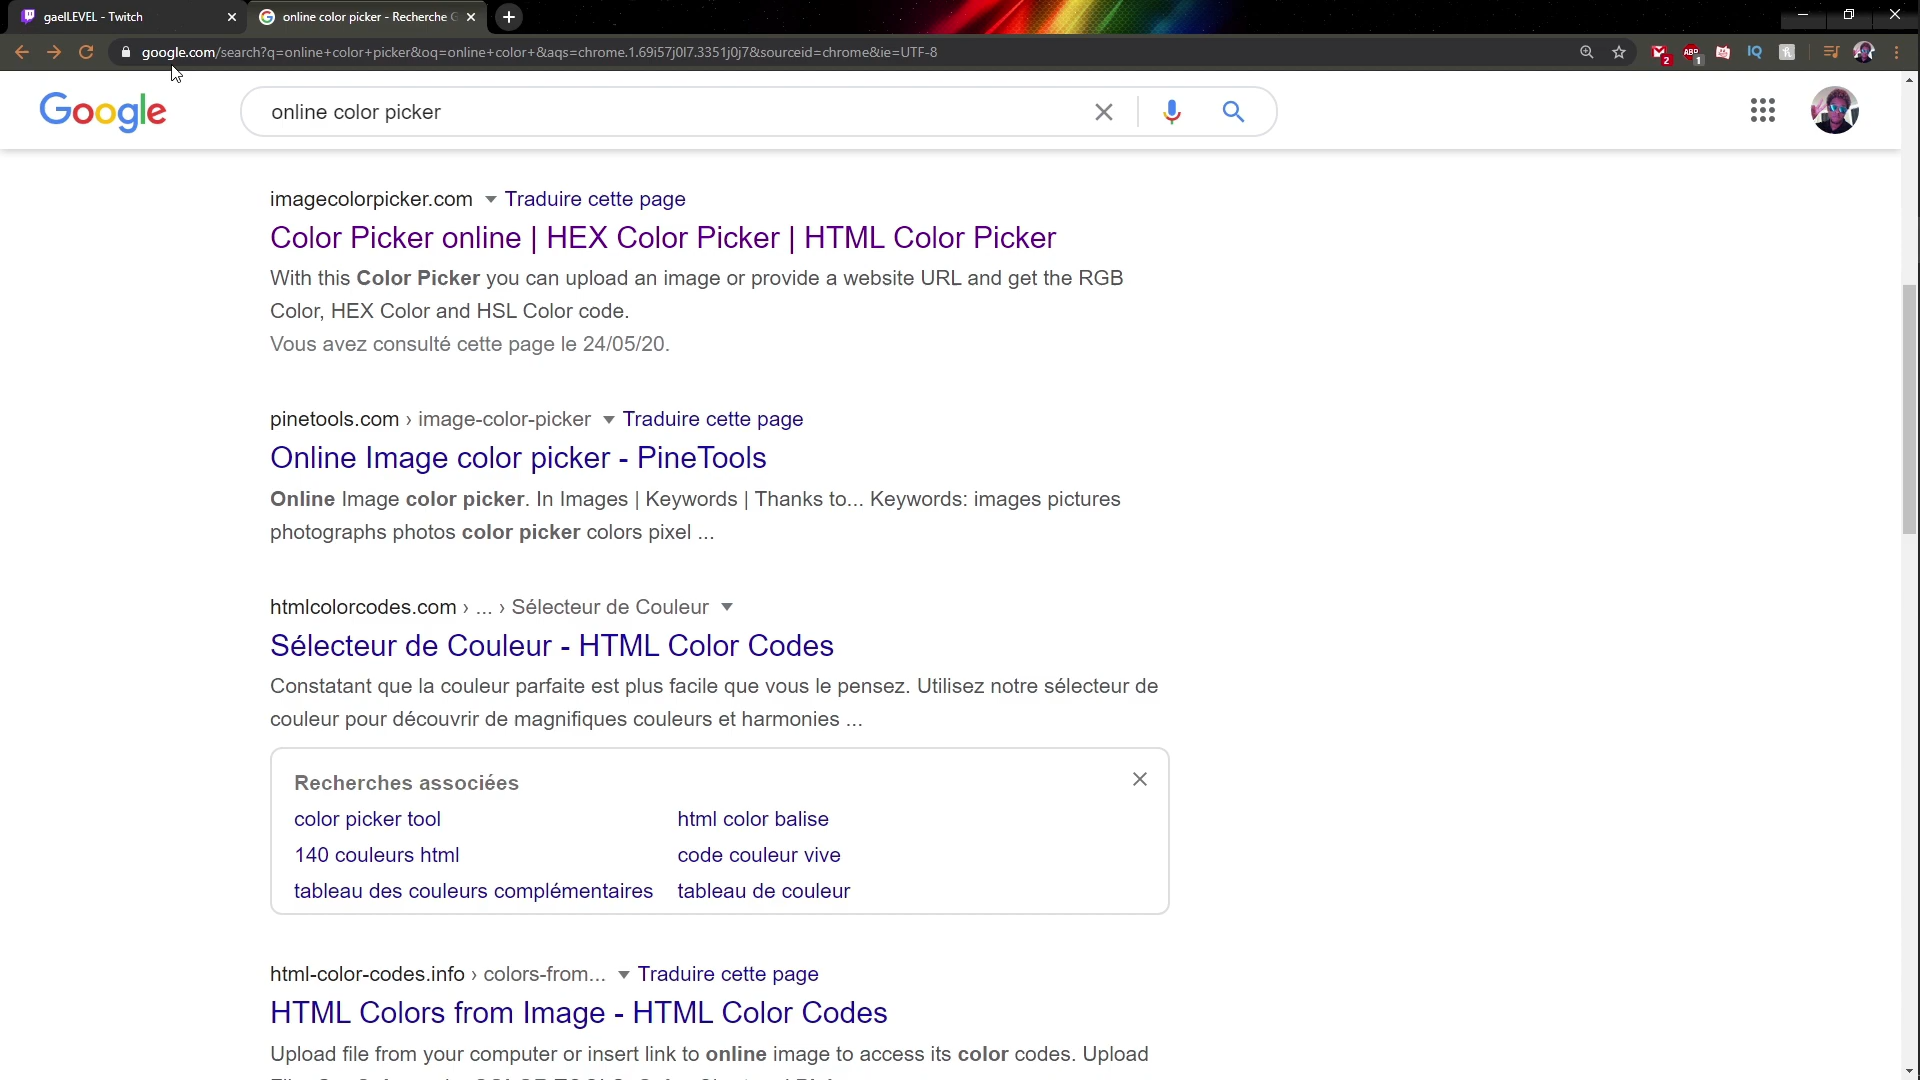 gaelLEVEL - Twitch
online color picker - Recherche G
google.com/search?q=online+color+picker&oq=online+color+&aqs=chrome.1.69i57j0l7.3351j0j7&sourceid=chrome&ie=UTF-8
2
ABP
1
IQ
Google
online color picker
imagecolorpicker.com Traduire cette page
Color Picker online | HEX Color Picker | HTML Color Picker
With this Color Picker you can upload an image or provide a website URL and get the RGB
Color, HEX Color and HSL Color code.
Vous avez consulté cette page le 24/05/20.
pinetools.com › image-color-picker Traduire cette page
Online Image color picker - PineTools
Online Image color picker. In Images | Keywords | Thanks to... Keywords: images pictures
photographs photos color picker colors pixel ...
htmlcolorcodes.com › ... › Sélecteur de Couleur
Sélecteur de Couleur - HTML Color Codes
Constatant que la couleur parfaite est plus facile que vous le pensez. Utilisez notre sélecteur de
couleur pour découvrir de magnifiques couleurs et harmonies ...
Recherches associées
color picker tool html color balise
140 couleurs html code couleur vive
tableau des couleurs complémentaires tableau de couleur
html-color-codes.info › colors-from... Traduire cette page
HTML Colors from Image - HTML Color Codes
Upload file from your computer or insert link to online image to access its color codes. Upload